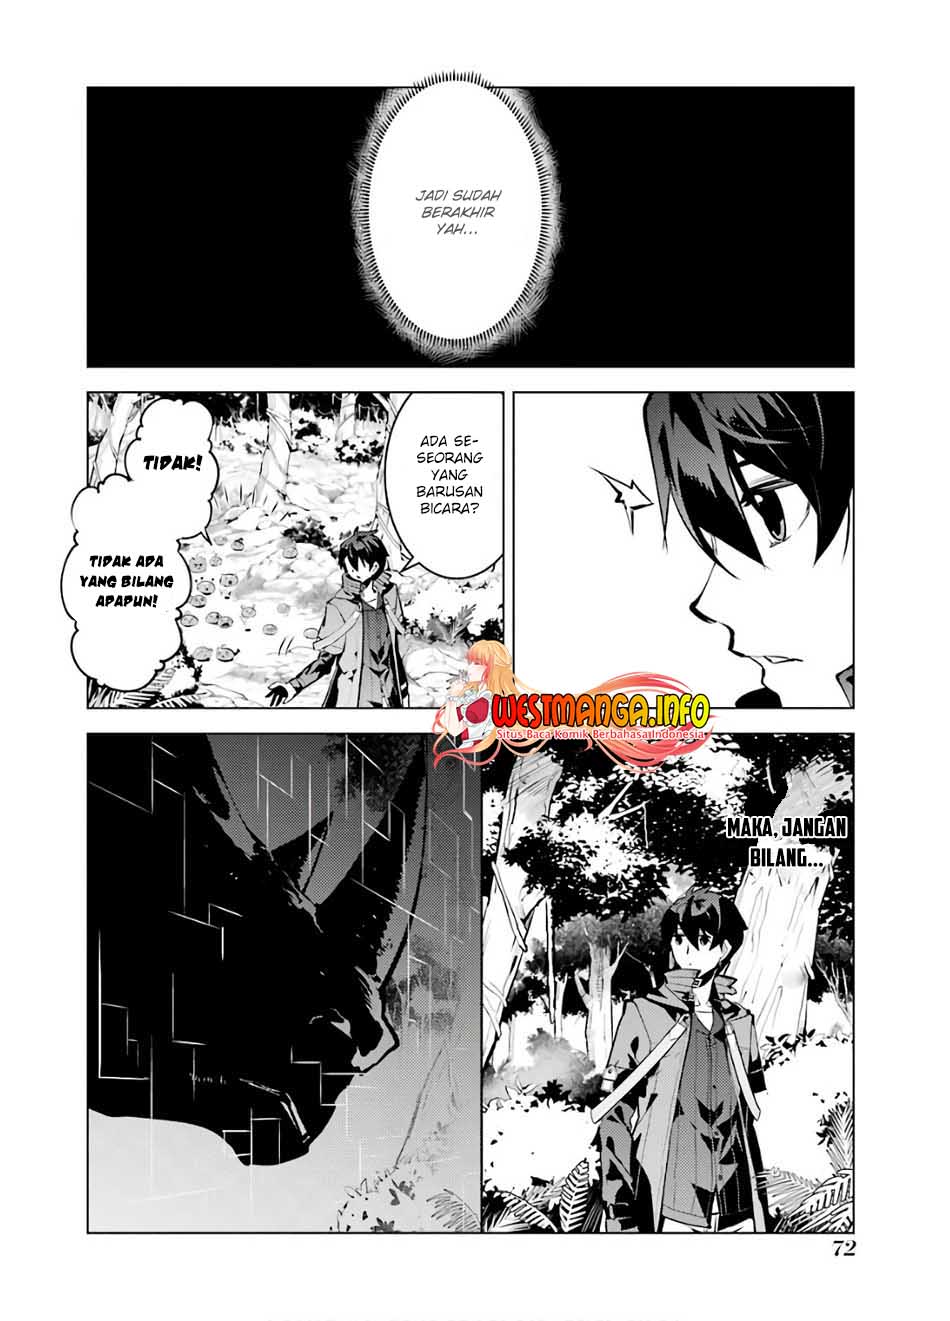 JADI SUDAH
BERAKHIR
YAH...
ADA SE-
SEORANG
YANG
BARUSAN
BICARA?
TIDAK!
TIDAK ADA
YANG BILANG
APAPUN!
WESTMANGA.INFO
Situs Baca Komik Berbahasa Indonesia
MAKA, JANGAN
BILANG...
72